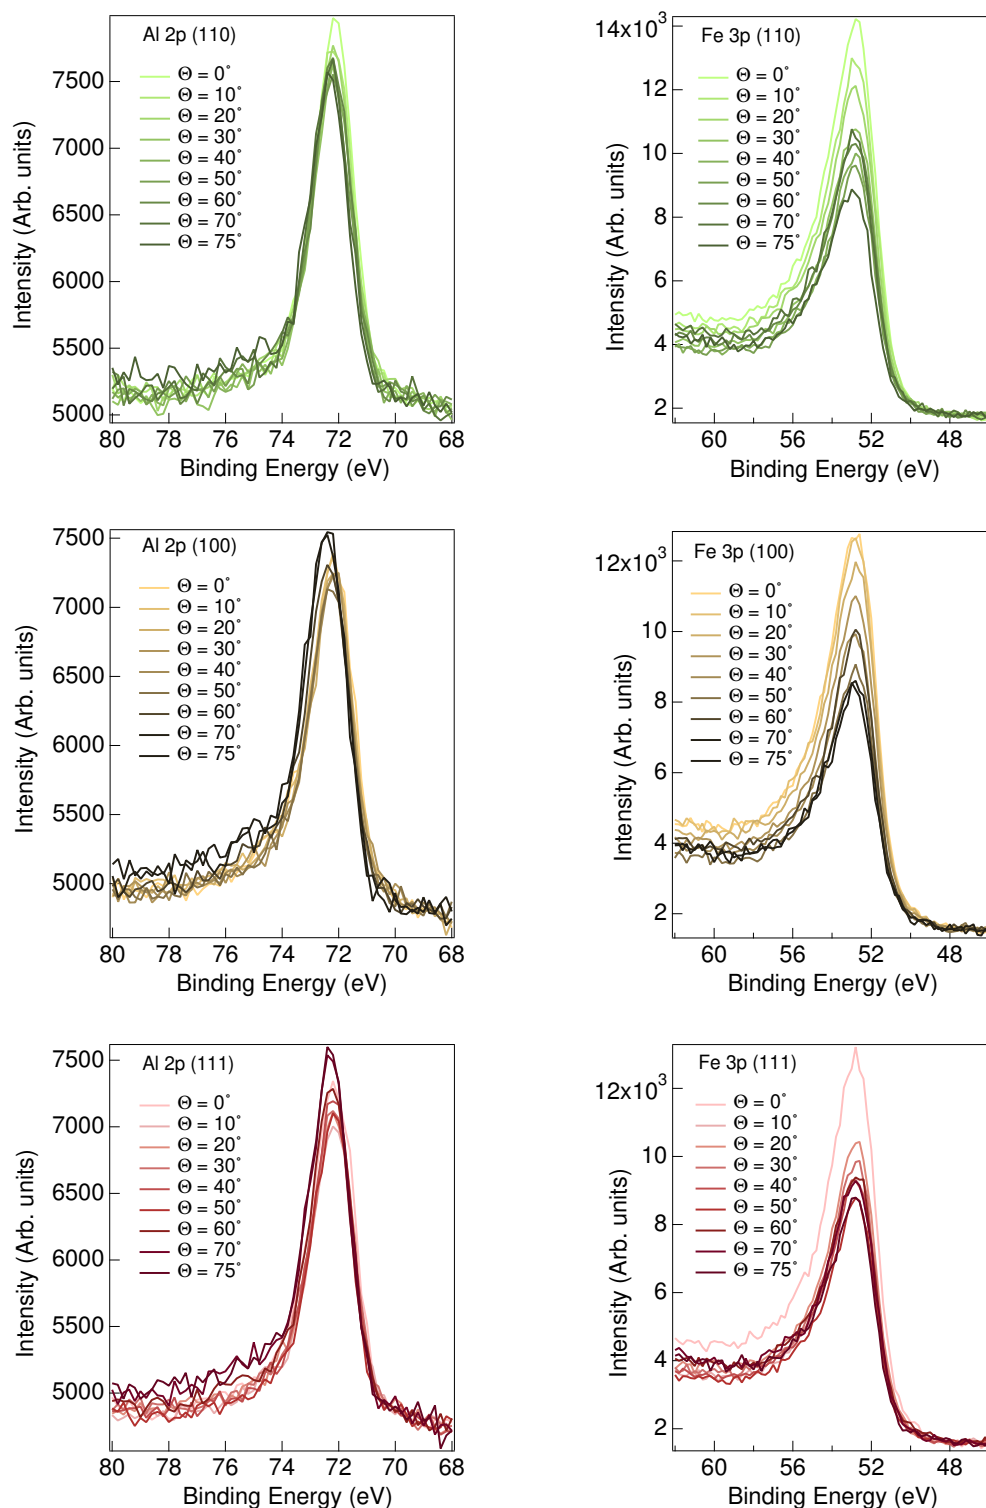 Al 2p (110)
Θ = 0°
Θ = 10°
Θ = 20°
Θ = 30°
Θ = 40°
Θ = 50°
Θ = 60°
Θ = 70°
Θ = 75°
7500
7000
6500
6000
5500
5000
80 78 76 74 72 70 68
Binding Energy (eV)
Intensity (Arb. units)
Fe 3p (110)
Θ = 0°
Θ = 10°
Θ = 20°
Θ = 30°
Θ = 40°
Θ = 50°
Θ = 60°
Θ = 70°
Θ = 75°
14x10³
12
10
8
6
4
2
60 56 52 48
Binding Energy (eV)
Intensity (Arb. units)
Al 2p (100)
Θ = 0°
Θ = 10°
Θ = 20°
Θ = 30°
Θ = 40°
Θ = 50°
Θ = 60°
Θ = 70°
Θ = 75°
7500
7000
6500
6000
5500
5000
80 78 76 74 72 70 68
Binding Energy (eV)
Intensity (Arb. units)
Fe 3p (100)
Θ = 0°
Θ = 10°
Θ = 20°
Θ = 30°
Θ = 40°
Θ = 50°
Θ = 60°
Θ = 70°
Θ = 75°
12x10³
10
8
6
4
2
60 56 52 48
Binding Energy (eV)
Intensity (Arb. units)
Al 2p (111)
Θ = 0°
Θ = 10°
Θ = 20°
Θ = 30°
Θ = 40°
Θ = 50°
Θ = 60°
Θ = 70°
Θ = 75°
7500
7000
6500
6000
5500
5000
80 78 76 74 72 70 68
Binding Energy (eV)
Intensity (Arb. units)
Fe 3p (111)
Θ = 0°
Θ = 10°
Θ = 20°
Θ = 30°
Θ = 40°
Θ = 50°
Θ = 60°
Θ = 70°
Θ = 75°
12x10³
10
8
6
4
2
60 56 52 48
Binding Energy (eV)
Intensity (Arb. units)